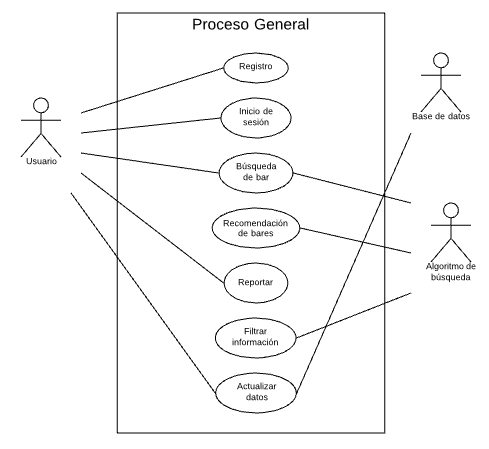 Proceso General
Registro
Inicio de
sesión
Búsqueda
de bar
Recomendación
de bares
Reportar
Filtrar
información
Actualizar
datos
Usuario
Base de datos
Algoritmo de
búsqueda